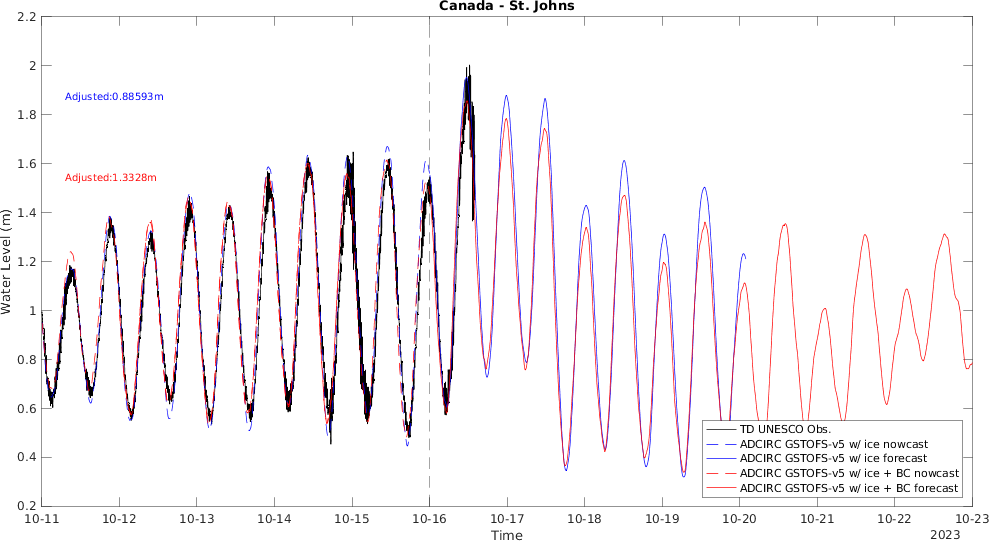 Canada - St. Johns
2.2
2
1.8
1.6
1.4
1.2
1
0.8
0.6
0.4
0.2
Water Level (m)
Adjusted:0.88593m
Adjusted:1.3328m
TD UNESCO Obs.
ADCIRC GSTOFS-v5 w/ ice nowcast
ADCIRC GSTOFS-v5 w/ ice forecast
ADCIRC GSTOFS-v5 w/ ice + BC nowcast
ADCIRC GSTOFS-v5 w/ ice + BC forecast
10-11 10-12 10-13 10-14 10-15 10-16 10-17 10-18 10-19 10-20 10-21 10-22 10-23
Time
2023